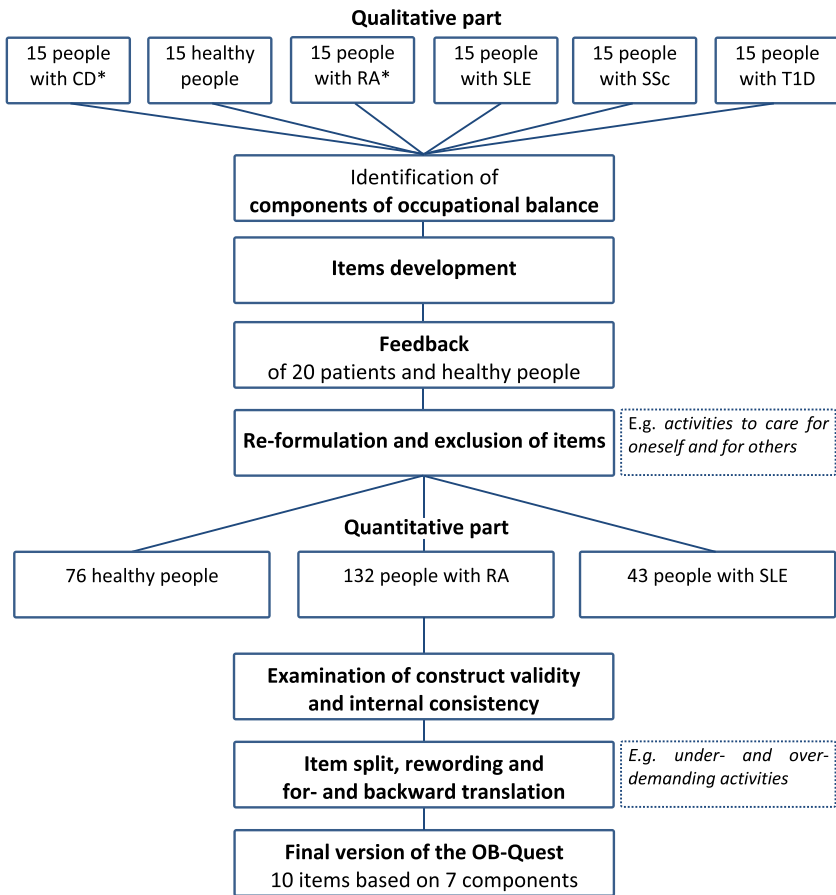 Qualitative part
15 people
with CD*
15 healthy
people
15 people
with RA*
15 people
with SLE
15 people
with SSc
15 people
with T1D
Identification of
components of occupational balance
Items development
Feedback
of 20 patients and healthy people
Re-formulation and exclusion of items
E.g. activities to care for
oneself and for others
Quantitative part
76 healthy people
132 people with RA
43 people with SLE
Examination of construct validity
and internal consistency
Item split, rewording and
for- and backward translation
E.g. under- and over-
demanding activities
Final version of the OB-Quest
10 items based on 7 components